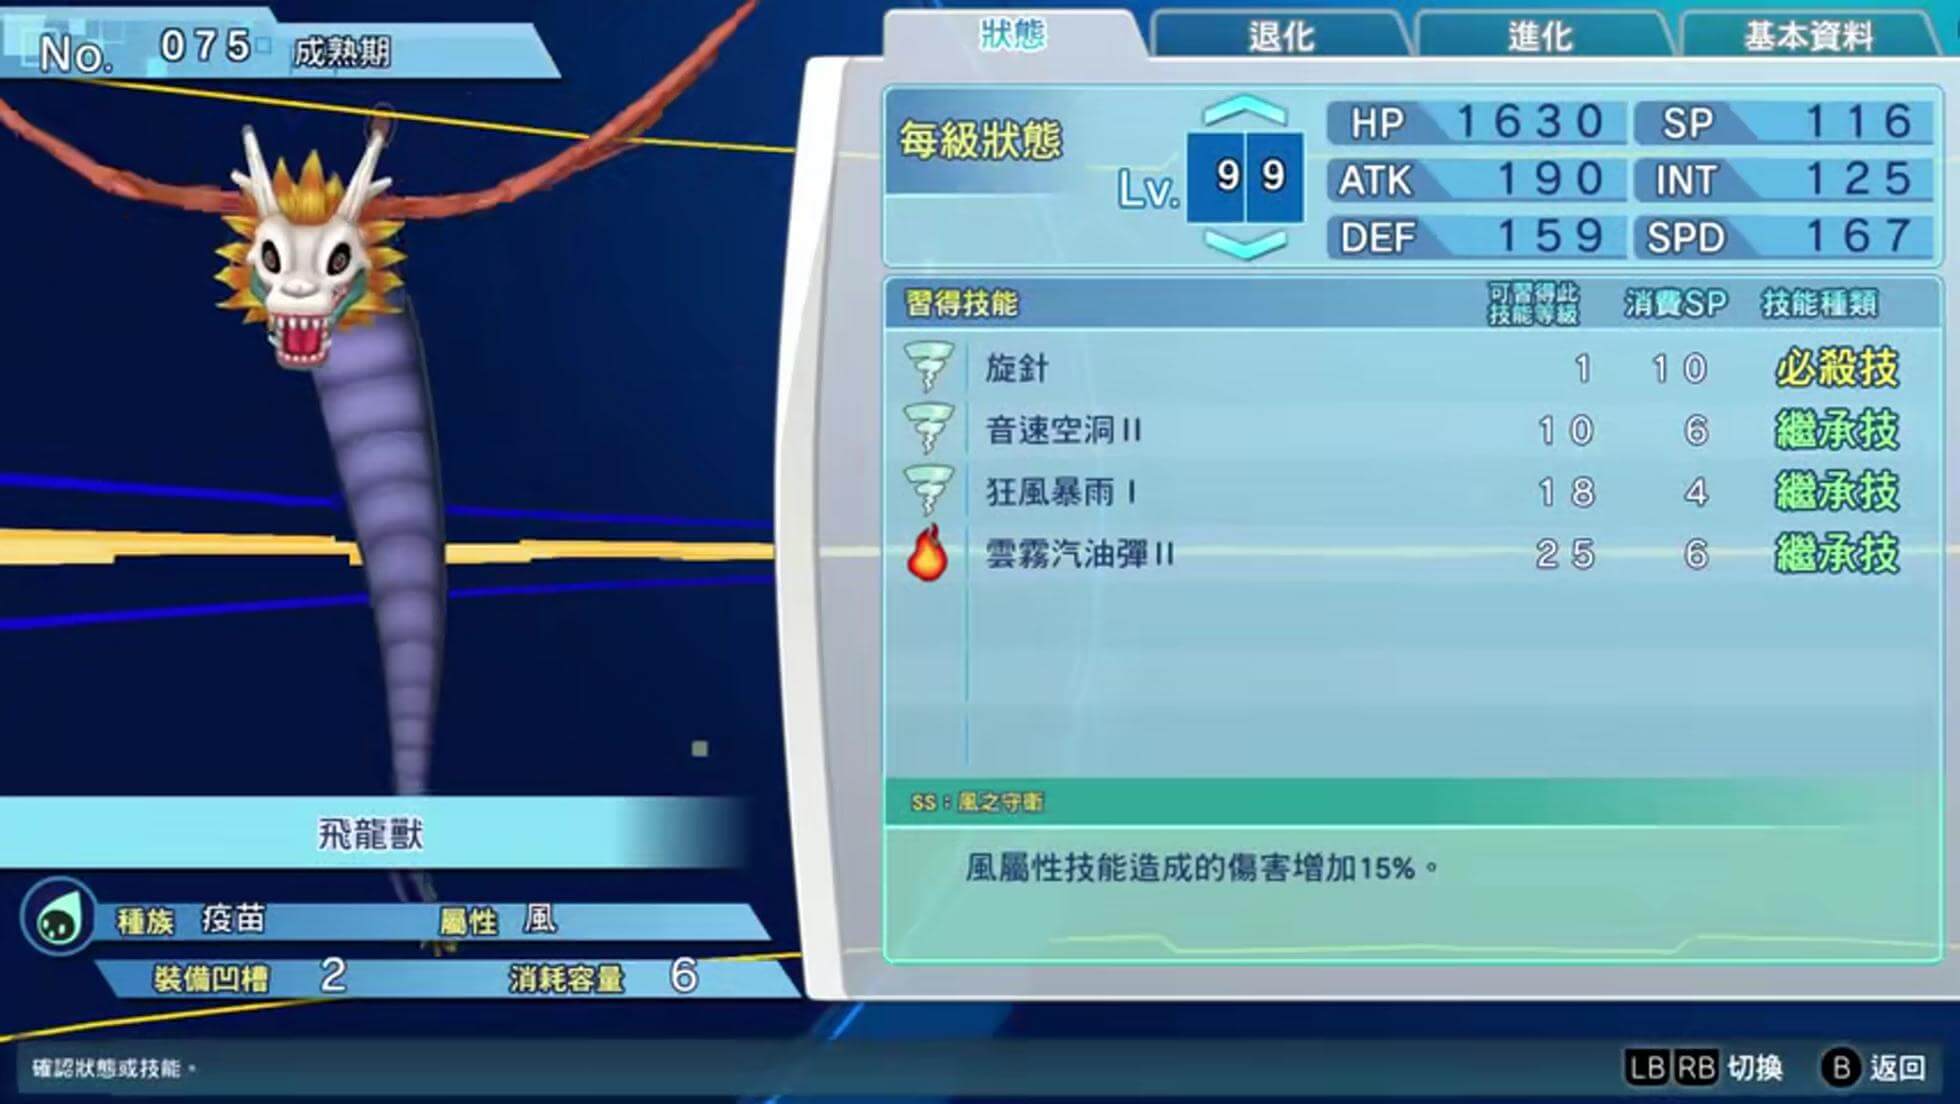 No. 075 成熟期
狀態 退化 進化 基本資料
每級狀態
Lv. 99
HP 1630 SP 116
ATK 190 INT 125
DEF 159 SPD 167
習得技能 可習得此技能等級 消費SP 技能種類
旋針 1 10 必殺技
音速空洞II 10 6 繼承技
狂風暴雨I 18 4 繼承技
雲霧汽油彈II 25 6 繼承技
SS：風之守衛
風屬性技能造成的傷害增加15%。
飛龍獸
種族 疫苗 屬性 風
裝備凹槽 2 消耗容量 6
確認狀態或技能。
LB RB 切換 B 返回